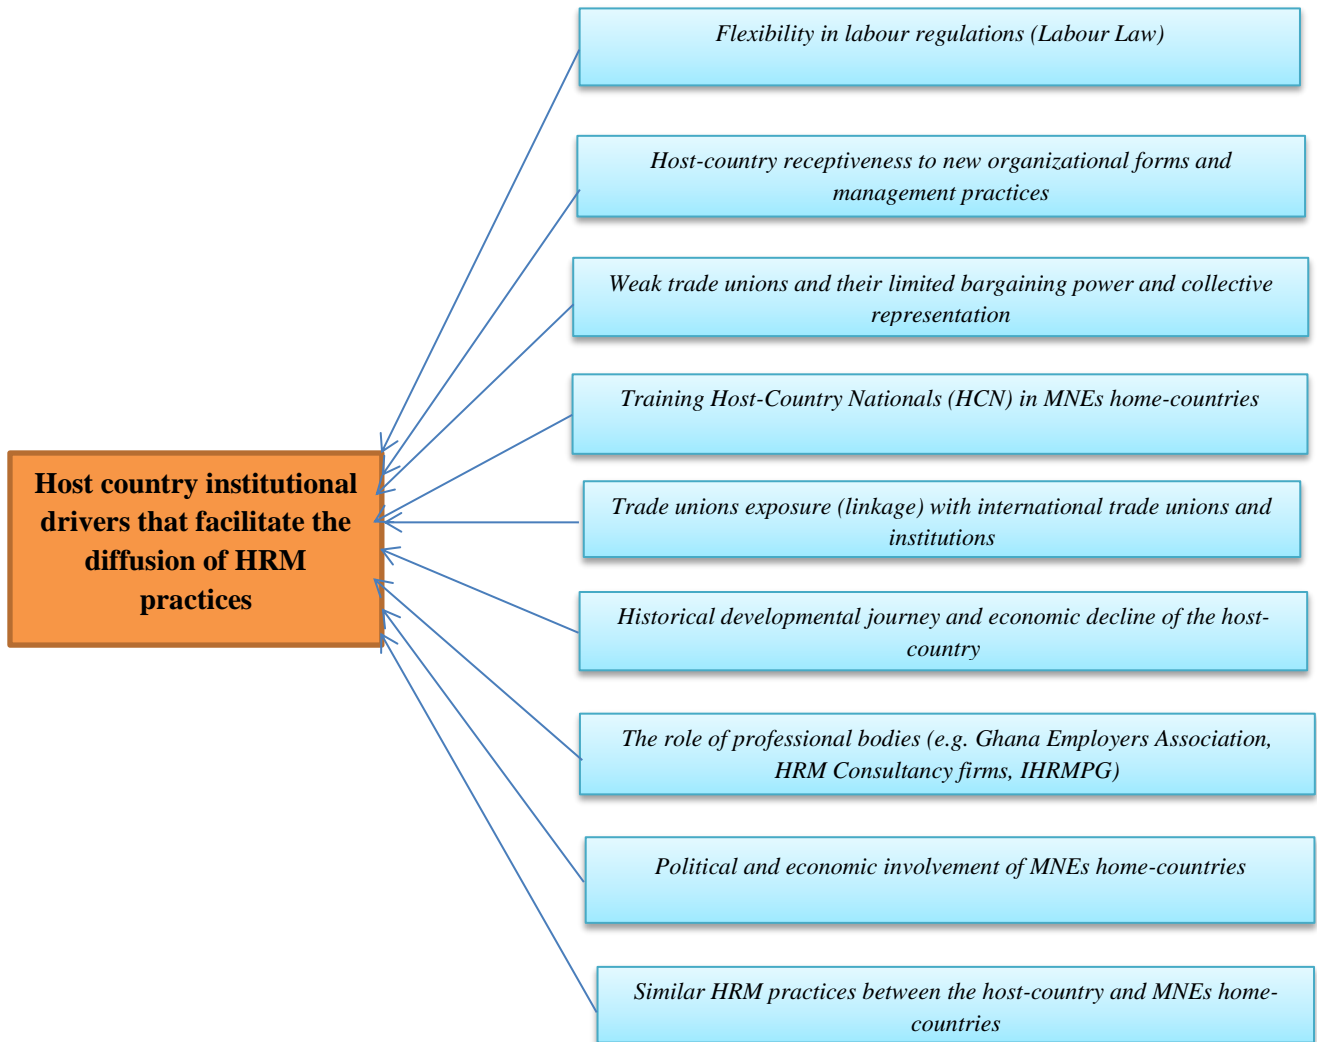 Flexibility in labour regulations (Labour Law)
Host-country receptiveness to new organizational forms and
management practices
Weak trade unions and their limited bargaining power and collective
representation
Training Host-Country Nationals (HCN) in MNEs home-countries
Host country institutional
drivers that facilitate the
diffusion of HRM
practices
Trade unions exposure (linkage) with international trade unions and
institutions
Historical developmental journey and economic decline of the host-
country
The role of professional bodies (e.g. Ghana Employers Association,
HRM Consultancy firms, IHRMPG)
Political and economic involvement of MNEs home-countries
Similar HRM practices between the host-country and MNEs home-
countries